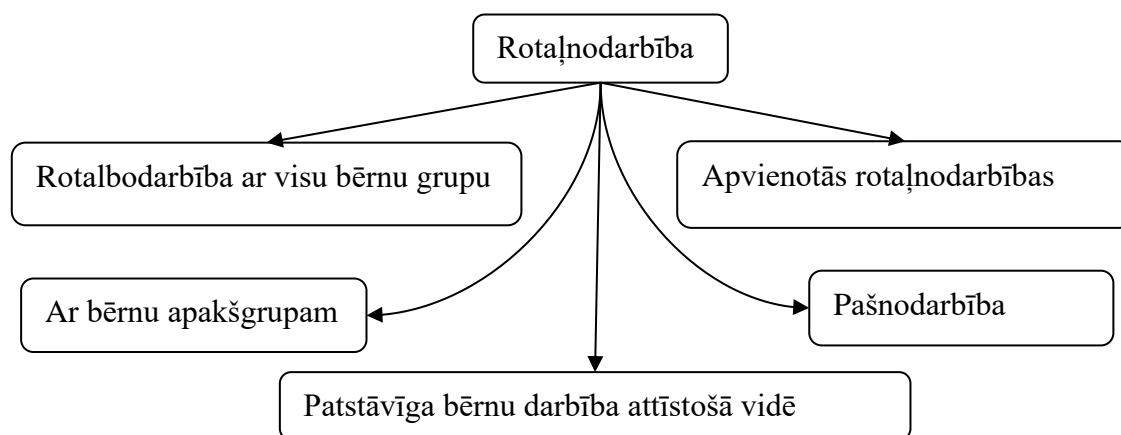 Rotaļnodarbība
Rotalbodarbība ar visu bērnu grupu
Apvienotās rotaļnodarbības
Ar bērnu apakšgrupam
Pašnodarbība
Patstāvīga bērnu darbība attīstošā vidē